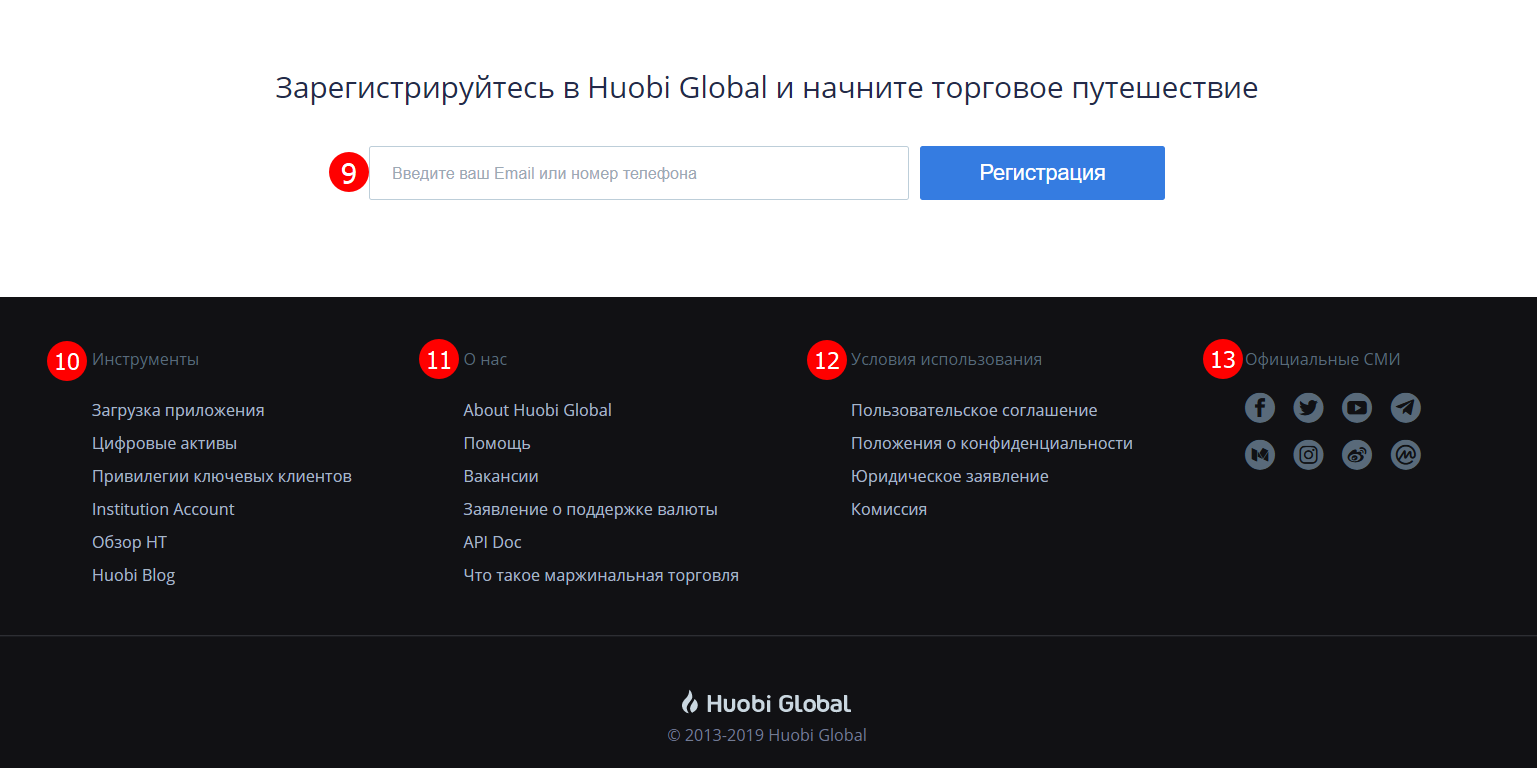 Зарегистрируйтесь в Huobi Global и начните торговое путешествие
9 Введите ваш Email или номер телефона Регистрация
10 Инструменты
Загрузка приложения
Цифровые активы
Привилегии ключевых клиентов
Institution Account
Обзор HT
Huobi Blog
11 О нас
About Huobi Global
Помощь
Вакансии
Заявление о поддержке валюты
API Doc
Что такое маржинальная торговля
12 Условия использования
Пользовательское соглашение
Положения о конфиденциальности
Юридическое заявление
Комиссия
13 Официальные СМИ
Huobi Global
© 2013-2019 Huobi Global